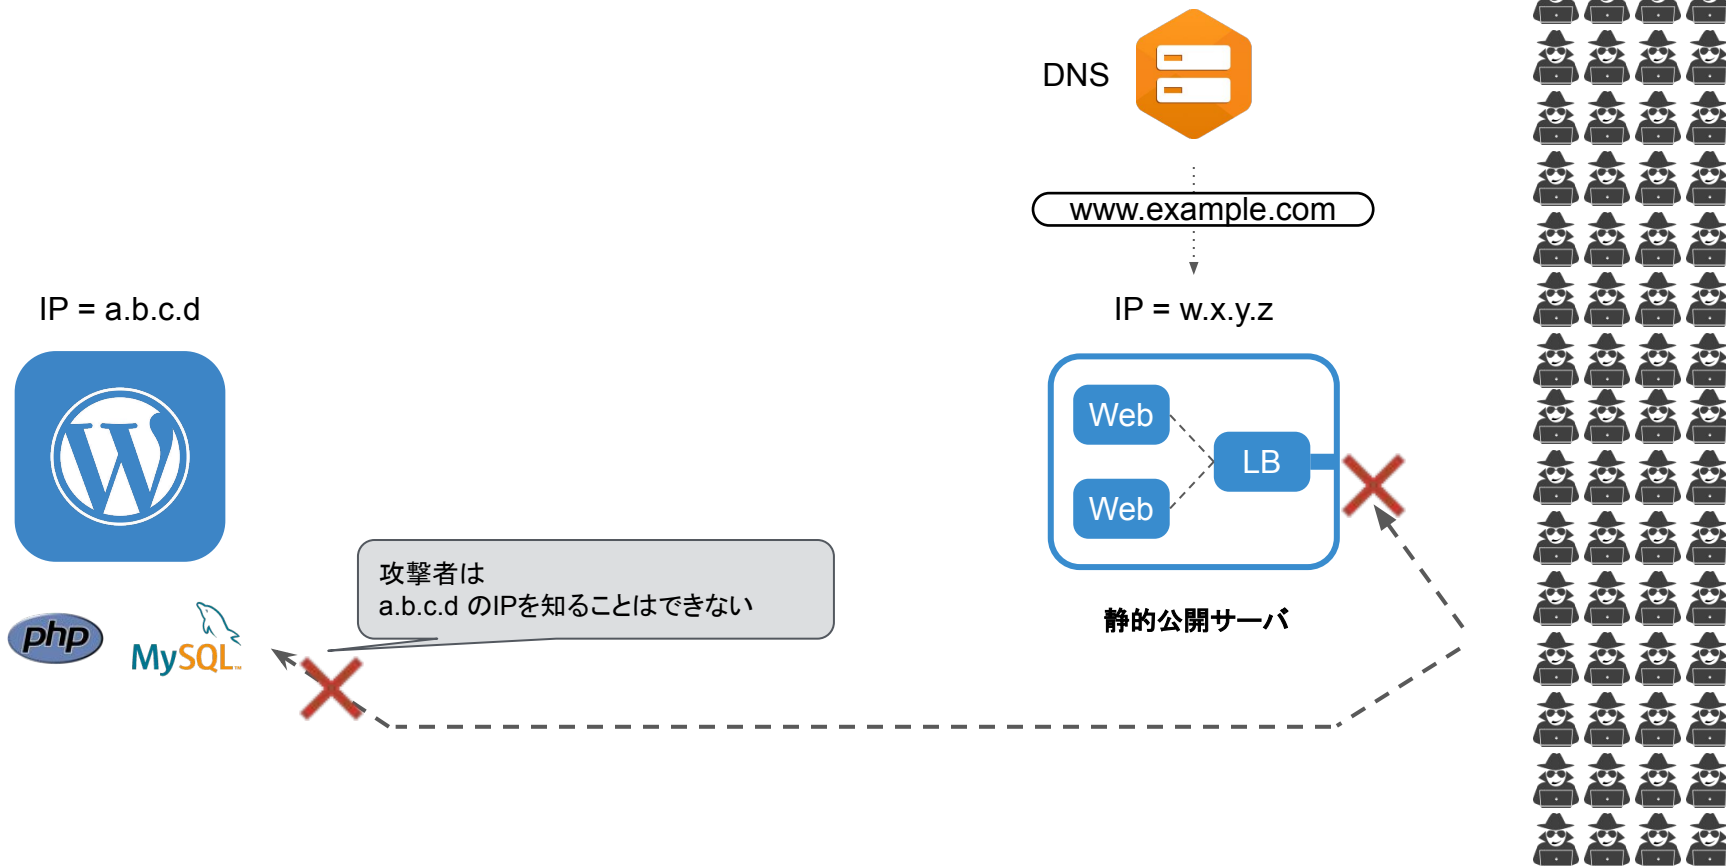 DNS
www.example.com
IP = a.b.c.d
IP = w.x.y.z
Web
LB
Web
攻撃者は
a.b.c.d のIPを知ることはできない
静的公開サーバ
php
MySQL